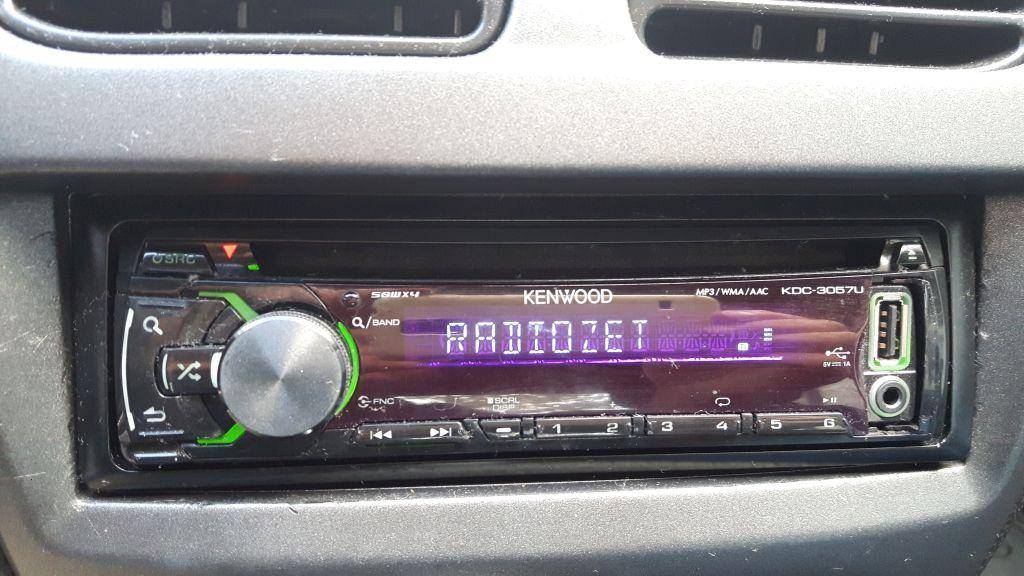 SRC
50WX4 KENWOOD MP3/WMA/AAC KDC-3057U
/BAND RADIOZET
5V 1A
FNC SCRL
DISP
1 2 3 4 5 6